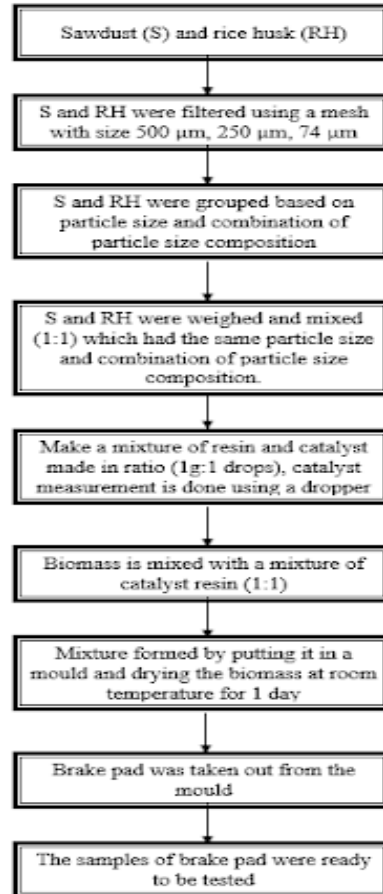 Sawdust (S) and rice husk (RH)
S and RH were filtered using a mesh
with size 500 µm, 250 µm, 74 µm
S and RH were grouped based on
particle size and combination of
particle size composition
S and RH were weighed and mixed
(1:1) which had the same particle size
and combination of particle size
composition.
Make a mixture of resin and catalyst
made in ratio (1g:1 drops), catalyst
measurement is done using a dropper
Biomass is mixed with a mixture of
catalyst resin (1:1)
Mixture formed by putting it in a
mould and drying the biomass at room
temperature for 1 day
Brake pad was taken out from the
mould
The samples of brake pad were ready
to be tested